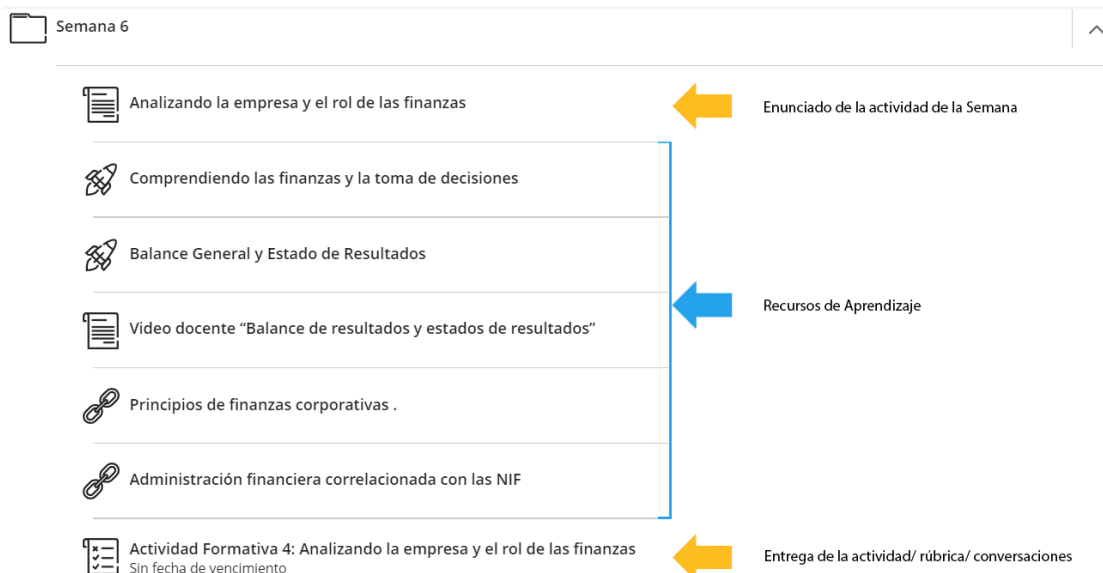 Semana 6
Analizando la empresa y el rol de las finanzas
Enunciado de la actividad de la Semana
Comprendiendo las finanzas y la toma de decisiones
Balance General y Estado de Resultados
Recursos de Aprendizaje
Video docente “Balance de resultados y estados de resultados”
Principios de finanzas corporativas .
Administración financiera correlacionada con las NIF
Actividad Formativa 4: Analizando la empresa y el rol de las finanzas
Sin fecha de vencimiento
Entrega de la actividad/ rúbrica/ conversaciones